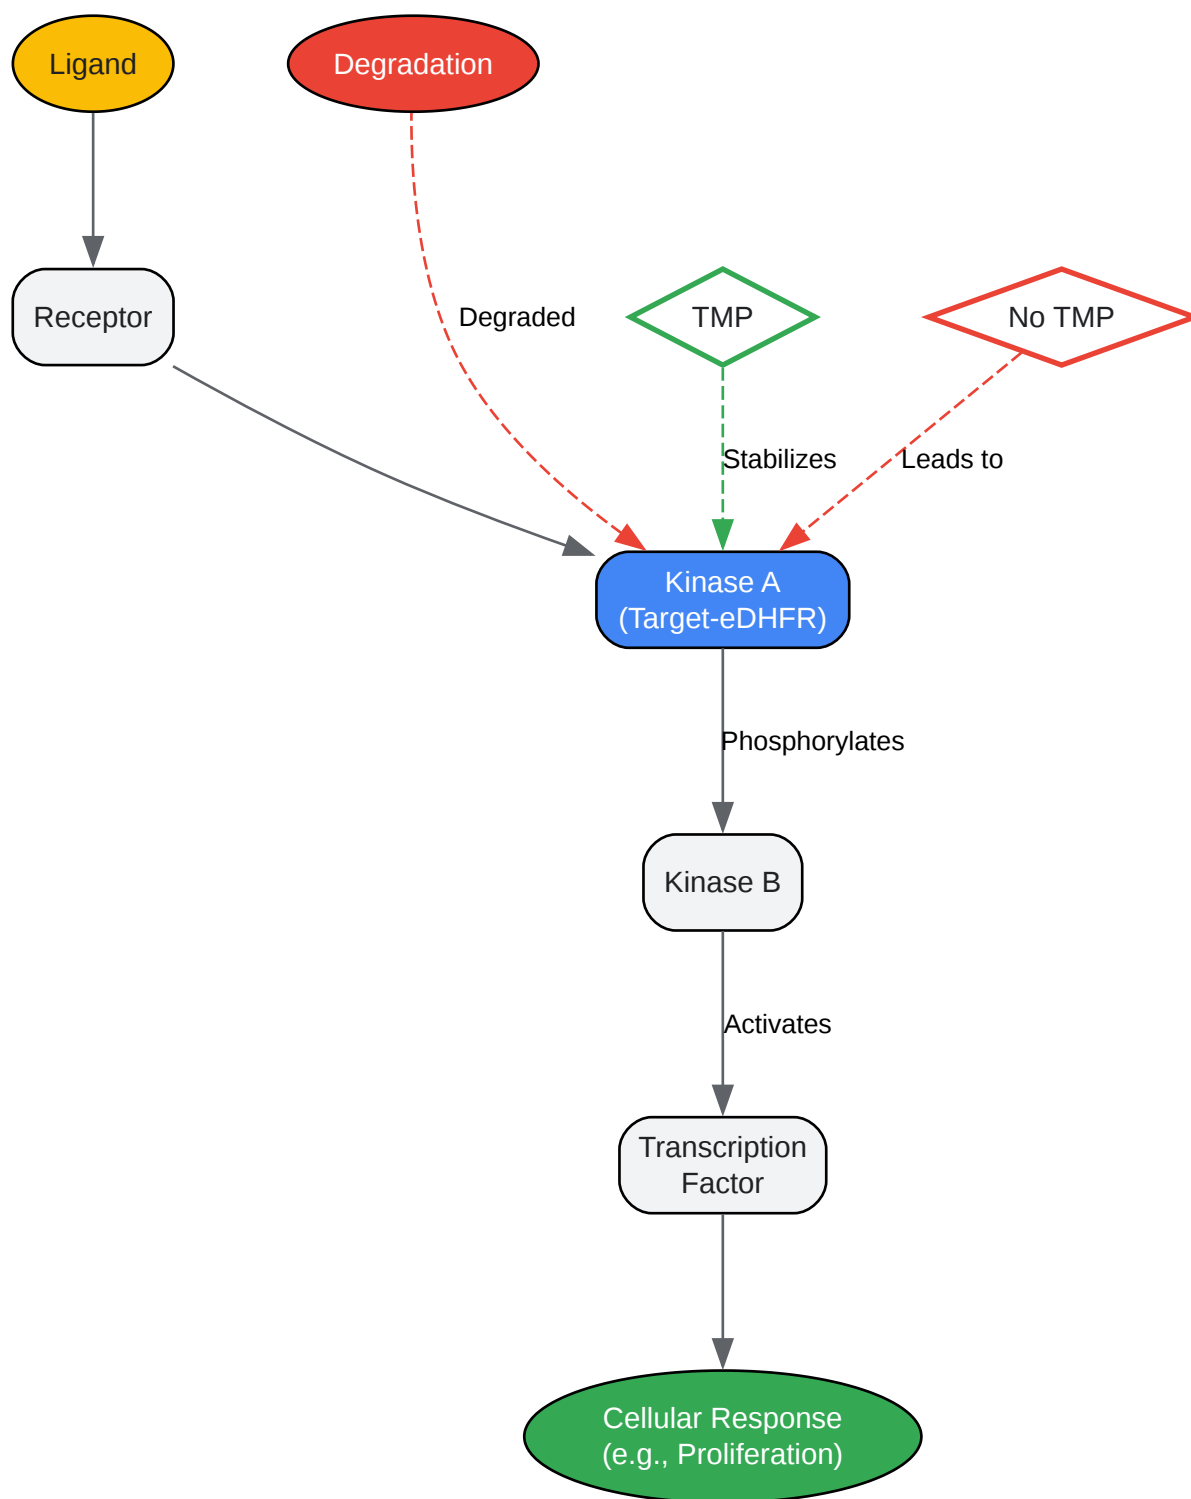 Ligand
Degradation
Receptor
Degraded
TMP
No TMP
Stabilizes
Leads to
Kinase A
(Target-eDHFR)
Phosphorylates
Kinase B
Activates
Transcription
Factor
Cellular Response
(e.g., Proliferation)